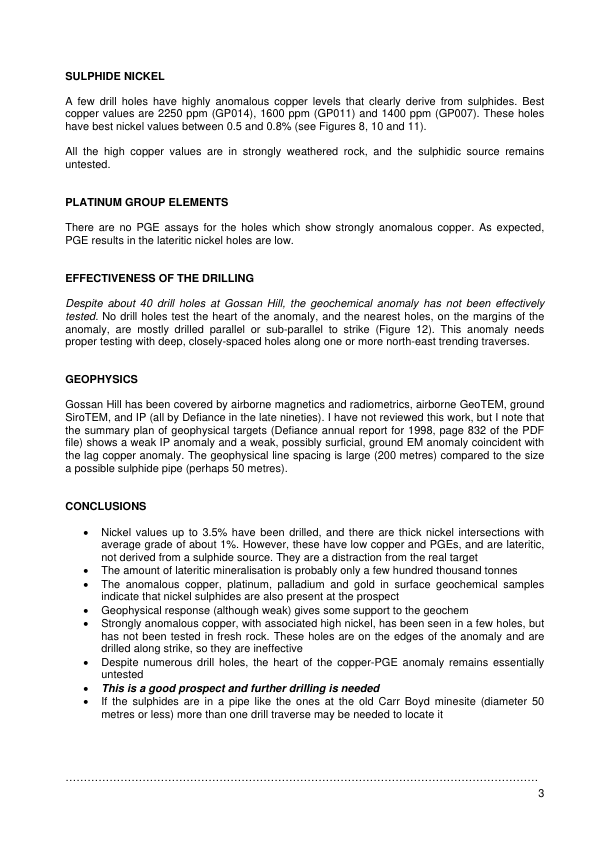 SULPHIDE NICKEL
A few drill holes have highly anomalous copper levels that clearly derive from sulphides. Best
copper values are 2250 ppm (GP014), 1600 ppm (GP011) and 1400 ppm (GP007). These holes
have best nickel values between 0.5 and 0.8% (see Figures 8, 10 and 11).
All the high copper values are in strongly weathered rock, and the sulphidic source remains
untested.
PLATINUM GROUP ELEMENTS
There are no PGE assays for the holes which show strongly anomalous copper. As expected,
PGE results in the lateritic nickel holes are low.
EFFECTIVENESS OF THE DRILLING
Despite about 40 drill holes at Gossan Hill, the geochemical anomaly has not been effectively
tested. No drill holes test the heart of the anomaly, and the nearest holes, on the margins of the
anomaly, are mostly drilled parallel or sub-parallel to strike (Figure 12). This anomaly needs
proper testing with deep, closely-spaced holes along one or more north-east trending traverses.
GEOPHYSICS
Gossan Hill has been covered by airborne magnetics and radiometrics, airborne GeoTEM, ground
SiroTEM, and IP (all by Defiance in the late nineties). I have not reviewed this work, but I note that
the summary plan of geophysical targets (Defiance annual report for 1998, page 832 of the PDF
file) shows a weak IP anomaly and a weak, possibly surficial, ground EM anomaly coincident with
the lag copper anomaly. The geophysical line spacing is large (200 metres) compared to the size
a possible sulphide pipe (perhaps 50 metres).
CONCLUSIONS
• Nickel values up to 3.5% have been drilled, and there are thick nickel intersections with
average grade of about 1%. However, these have low copper and PGEs, and are lateritic,
not derived from a sulphide source. They are a distraction from the real target
• The amount of lateritic mineralisation is probably only a few hundred thousand tonnes
• The anomalous copper, platinum, palladium and gold in surface geochemical samples
indicate that nickel sulphides are also present at the prospect
• Geophysical response (although weak) gives some support to the geochem
• Strongly anomalous copper, with associated high nickel, has been seen in a few holes, but
has not been tested in fresh rock. These holes are on the edges of the anomaly and are
drilled along strike, so they are ineffective
• Despite numerous drill holes, the heart of the copper-PGE anomaly remains essentially
untested
• This is a good prospect and further drilling is needed
• If the sulphides are in a pipe like the ones at the old Carr Boyd minesite (diameter 50
metres or less) more than one drill traverse may be needed to locate it
…………………………………………………………………………………………………………………
3